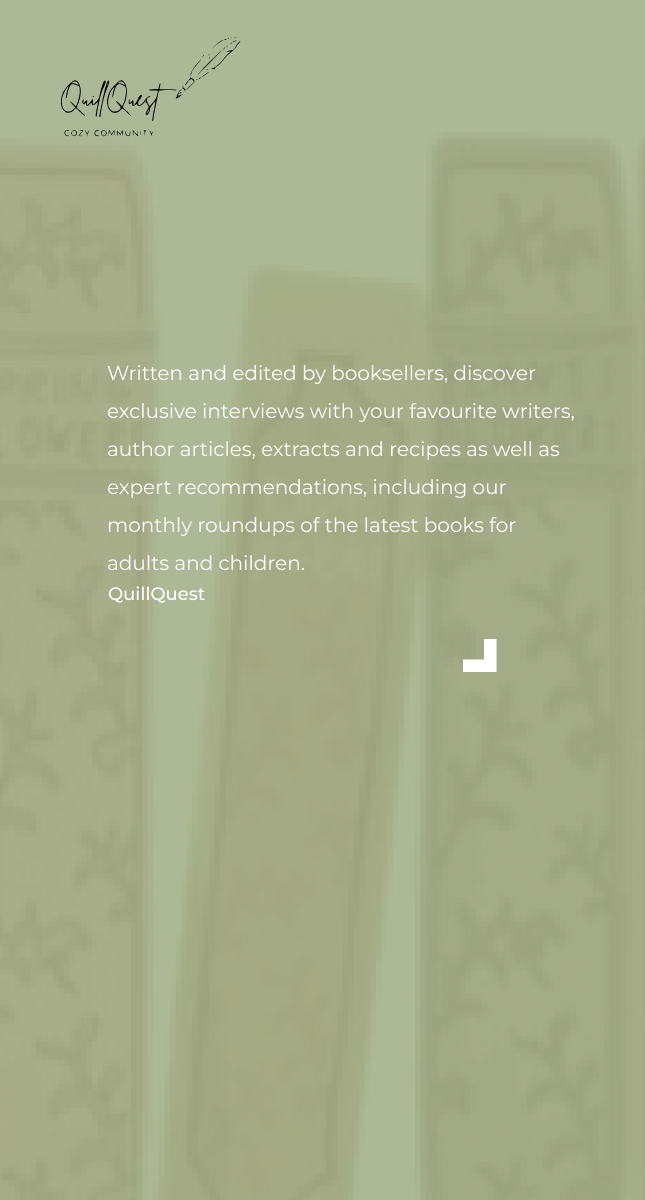 QuillQuest
COZY COMMUNITY
Written and edited by booksellers, discover
exclusive interviews with your favourite writers,
author articles, extracts and recipes as well as
expert recommendations, including our
monthly roundups of the latest books for
adults and children.
QuillQuest